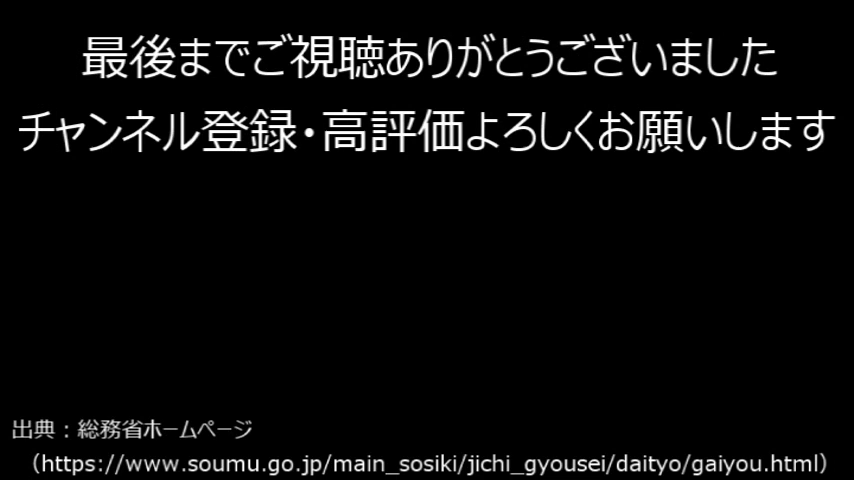 最後までご視聴ありがとうございました
チャンネル登録・高評価よろしくお願いします
出典：総務省ホームページ
（https://www.soumu.go.jp/main_sosiki/jichi_gyousei/daityo/gaiyou.html）